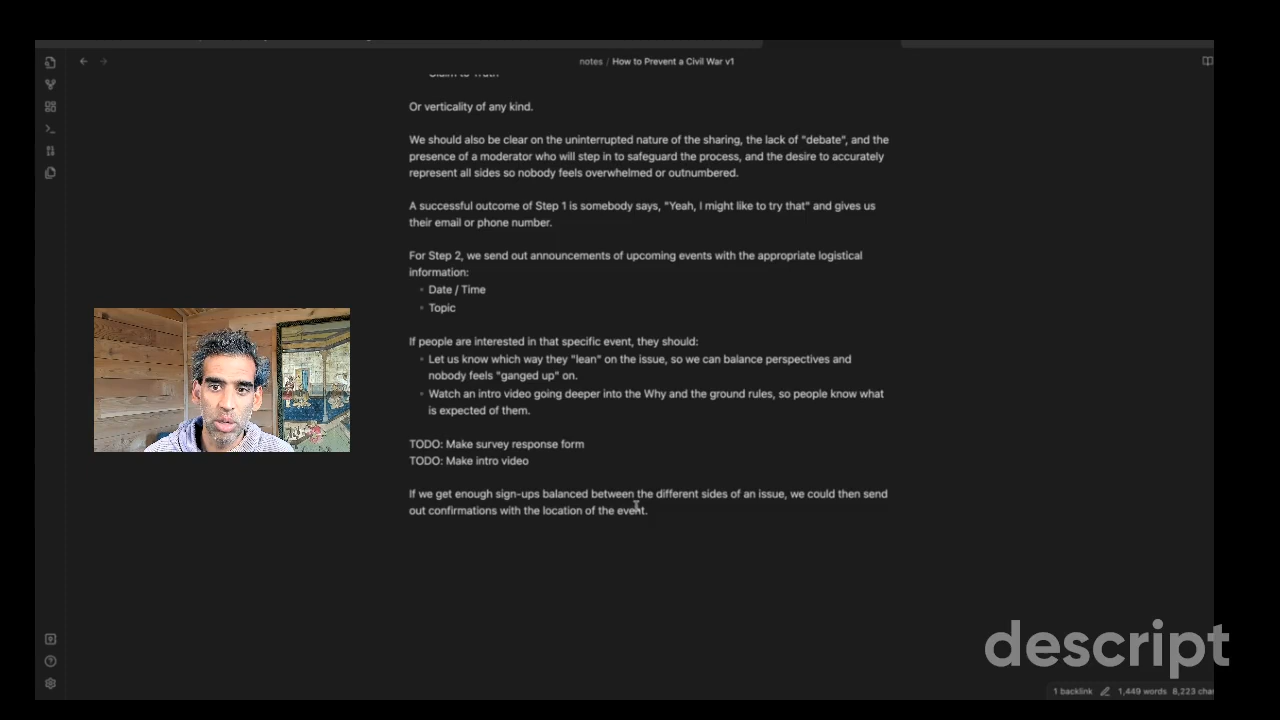 notes / How to Prevent a Civil War v1
Claim to Truth
Or verticality of any kind.
We should also be clear on the uninterrupted nature of the sharing, the lack of "debate", and the
presence of a moderator who will step in to safeguard the process, and the desire to accurately
represent all sides so nobody feels overwhelmed or outnumbered.
A successful outcome of Step 1 is somebody says, "Yeah, I might like to try that" and gives us
their email or phone number.
For Step 2, we send out announcements of upcoming events with the appropriate logistical
information:
Date / Time
Topic
If people are interested in that specific event, they should:
Let us know which way they "lean" on the issue, so we can balance perspectives and
nobody feels "ganged up" on.
Watch an intro video going deeper into the Why and the ground rules, so people know what
is expected of them.
TODO: Make survey response form
TODO: Make intro video
If we get enough sign-ups balanced between the different sides of an issue, we could then send
out confirmations with the location of the event.
descript
1 backlink 1,449 words 8,223 cha